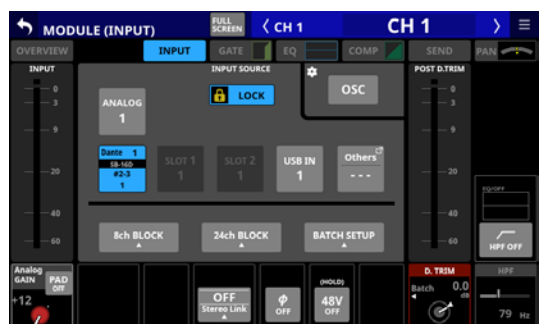 MODULE (INPUT)
FULL
SCREEN
CH 1
CH 1
OVERVIEW
INPUT
GATE
EQ
COMP
SEND
PAN
INPUT
INPUT SOURCE
POST D.TRIM
0
3
9
20
40
60
LOCK
OSC
ANALOG
1
Dante 1
SB-16D
#2-3
1
SLOT 1
1
SLOT 2
1
USB IN
1
Others
- - -
8ch BLOCK
24ch BLOCK
BATCH SETUP
0
3
9
20
40
60
EQ/OFF
HPF OFF
Analog
GAIN
PAD
Off
+12
OFF
Stereo Link
ϕ
OFF
(HOLD)
48V
OFF
D. TRIM
Batch
0.0
dB
HPF
79 Hz